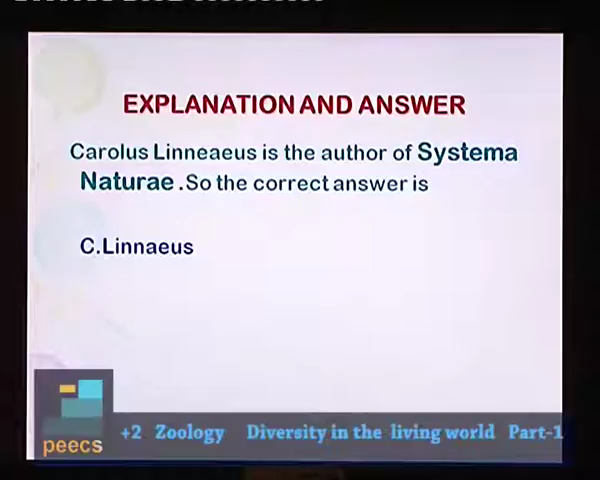 EXPLANATION AND ANSWER
Carolus Linneaeus is the author of Systema
Naturae .So the correct answer is
C.Linnaeus
peecs
+2 Zoology Diversity in the living world Part-1